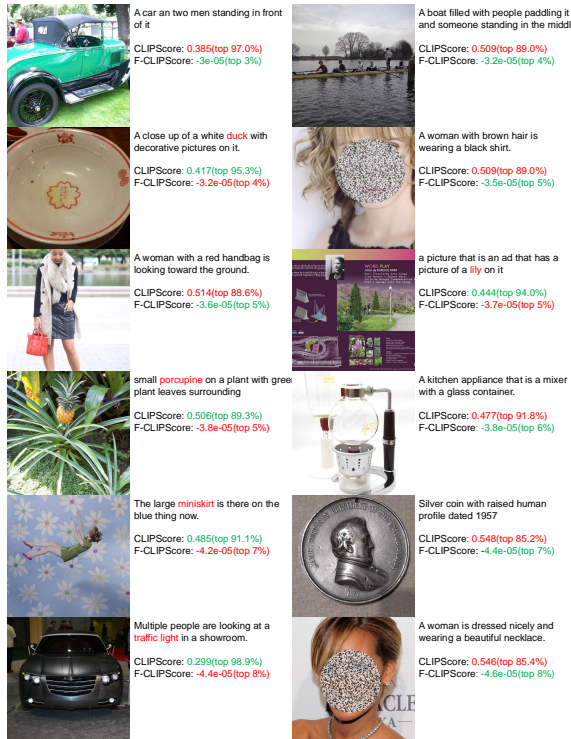 A car an two men standing in front
of it
CLIPScore: 0.385(top 97.0%)
F-CLIPScore: -3e-05(top 3%)
A boat filled with people paddling it
and someone standing in the middl
CLIPScore: 0.509(top 89.0%)
F-CLIPScore: -3.2e-05(top 4%)
A close up of a white duck with
decorative pictures on it.
CLIPScore: 0.417(top 95.3%)
F-CLIPScore: -3.2e-05(top 4%)
A woman with brown hair is
wearing a black shirt.
CLIPScore: 0.509(top 89.0%)
F-CLIPScore: -3.5e-05(top 5%)
A woman with a red handbag is
looking toward the ground.
CLIPScore: 0.514(top 88.6%)
F-CLIPScore: -3.6e-05(top 5%)
WORD PLAY
a picture that is an ad that has a
picture of a lily on it
CLIPScore: 0.444(top 94.0%)
F-CLIPScore: -3.7e-05(top 5%)
small porcupine on a plant with gree
plant leaves surrounding
CLIPScore: 0.506(top 89.3%)
F-CLIPScore: -3.8e-05(top 5%)
A kitchen appliance that is a mixer
with a glass container.
CLIPScore: 0.477(top 91.8%)
F-CLIPScore: -3.8e-05(top 6%)
The large miniskirt is there on the
blue thing now.
CLIPScore: 0.485(top 91.1%)
F-CLIPScore: -4.2e-05(top 7%)
Silver coin with raised human
profile dated 1957
CLIPScore: 0.548(top 85.2%)
F-CLIPScore: -4.4e-05(top 7%)
Multiple people are looking at a
traffic light in a showroom.
CLIPScore: 0.299(top 98.9%)
F-CLIPScore: -4.4e-05(top 8%)
ACLE
KA
A woman is dressed nicely and
wearing a beautiful necklace.
CLIPScore: 0.546(top 85.4%)
F-CLIPScore: -4.6e-05(top 8%)